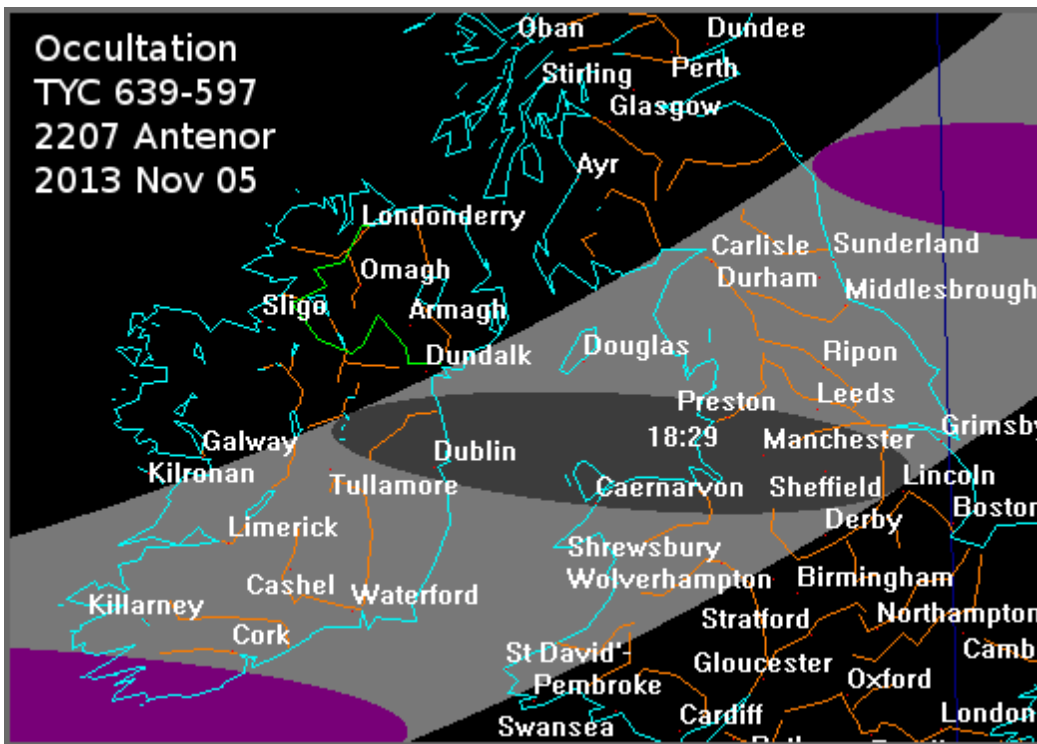 Occultation
TYC 639-597
2207 Antenor
2013 Nov 05
Oban
Dundee
Stirling
Perth
Glasgow
Ayr
Londonderry
Carlisle
Sunderland
Omagh
Durham
Sligo
Armagh
Middlesbrough
Dundalk
Douglas
Ripon
Preston
Leeds
Galway
Dublin
18:29
Manchester
Grimsby
Kilronan
Tullamore
Caernarvon
Sheffield
Lincoln
Limerick
Derby
Boston
Shrewsbury
Cashel
Wolverhampton
Birmingham
Killarney
Waterford
Stratford
Northampton
Cork
St David'-
Gloucester
Camb
Pembroke
Oxford
Swansea
Cardiff
London